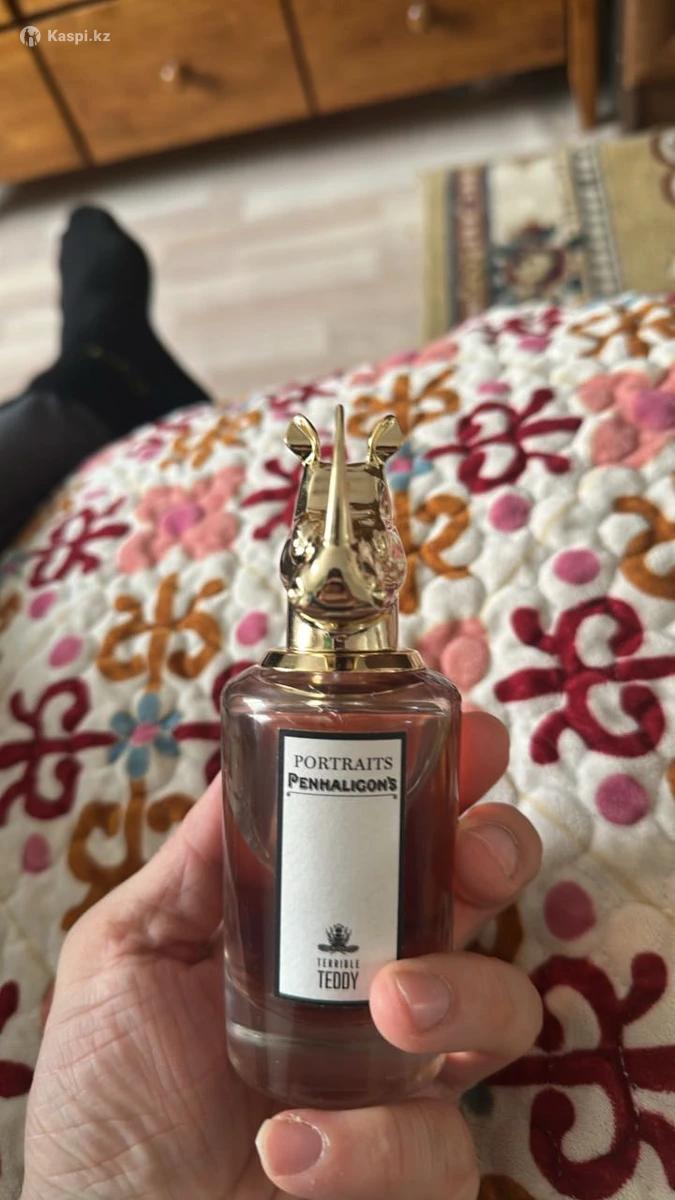 Kaspi.kz
PORTRAITS
PENHALIGON'S
TERRIBLE
TEDDY